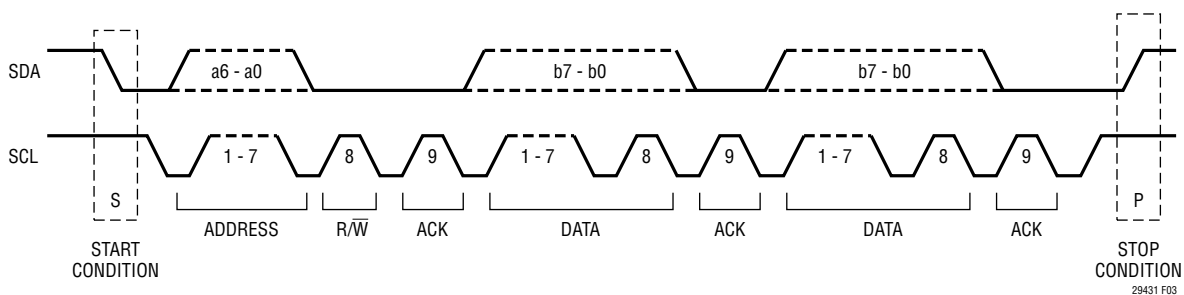 SDA
a6 - a0
b7 - b0
b7 - b0
SCL
1 - 7
8
9
1 - 7
8
9
1 - 7
8
9
S
P
ADDRESS
R/W̅
ACK
DATA
ACK
DATA
ACK
START
CONDITION
STOP
CONDITION
29431 F03